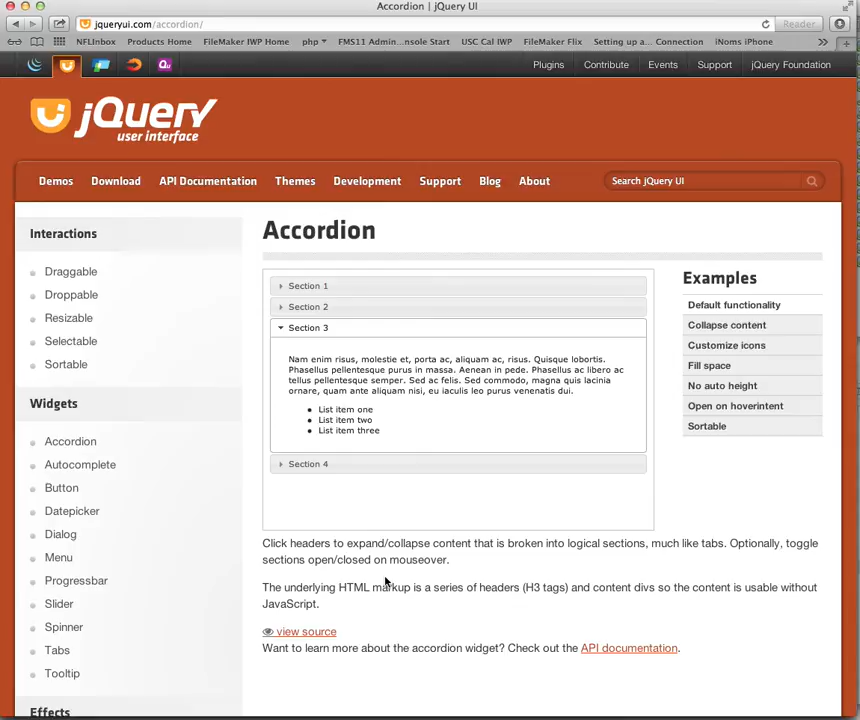 Accordion | jQuery UI
jqueryui.com/accordion/
Reader
NFLInbox Products Home FileMaker IWP Home php FMS11 Admin...nsole Start USC Cal IWP FileMaker Flix Setting up a... Connection iNoms iPhone
Plugins Contribute Events Support jQuery Foundation
jQuery
user interface
Demos Download API Documentation Themes Development Support Blog About Search jQuery UI
Interactions
Draggable
Droppable
Resizable
Selectable
Sortable
Widgets
Accordion
Autocomplete
Button
Datepicker
Dialog
Menu
Progressbar
Slider
Spinner
Tabs
Tooltip
Effects
Accordion
Section 1
Section 2
Section 3
Nam enim risus, molestie et, porta ac, aliquam ac, risus. Quisque lobortis.
Phasellus pellentesque purus in massa. Aenean in pede. Phasellus ac libero ac
tellus pellentesque semper. Sed ac felis. Sed commodo, magna quis lacinia
ornare, quam ante aliquam nisi, eu iaculis leo purus venenatis dui.
• List item one
• List item two
• List item three
Section 4
Examples
Default functionality
Collapse content
Customize icons
Fill space
No auto height
Open on hoverintent
Sortable
Click headers to expand/collapse content that is broken into logical sections, much like tabs. Optionally, toggle
sections open/closed on mouseover.
The underlying HTML markup is a series of headers (H3 tags) and content divs so the content is usable without
JavaScript.
view source
Want to learn more about the accordion widget? Check out the API documentation.